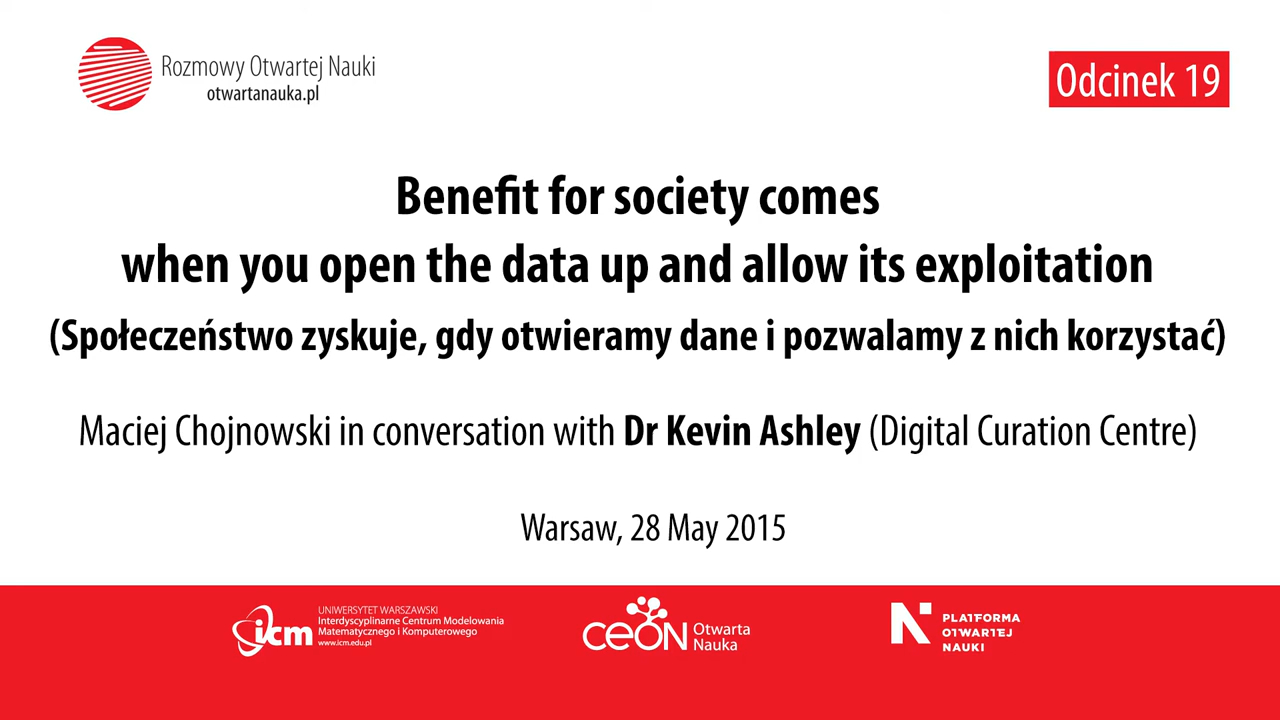 Rozmowy Otwartej Nauki
otwartanauka.pl
Odcinek 19
Benefit for society comes
when you open the data up and allow its exploitation
(Społeczeństwo zyskuje, gdy otwieramy dane i pozwalamy z nich korzystać)
Maciej Chojnowski in conversation with Dr Kevin Ashley (Digital Curation Centre)
Warsaw, 28 May 2015
icm
UNIWERSYTET WARSZAWSKI
Interdyscyplinarne Centrum Modelowania
Matematycznego i Komputerowego
www.icm.edu.pl
CeON
Otwarta
Nauka
N
PLATFORMA
OTWARTEJ
NAUKI